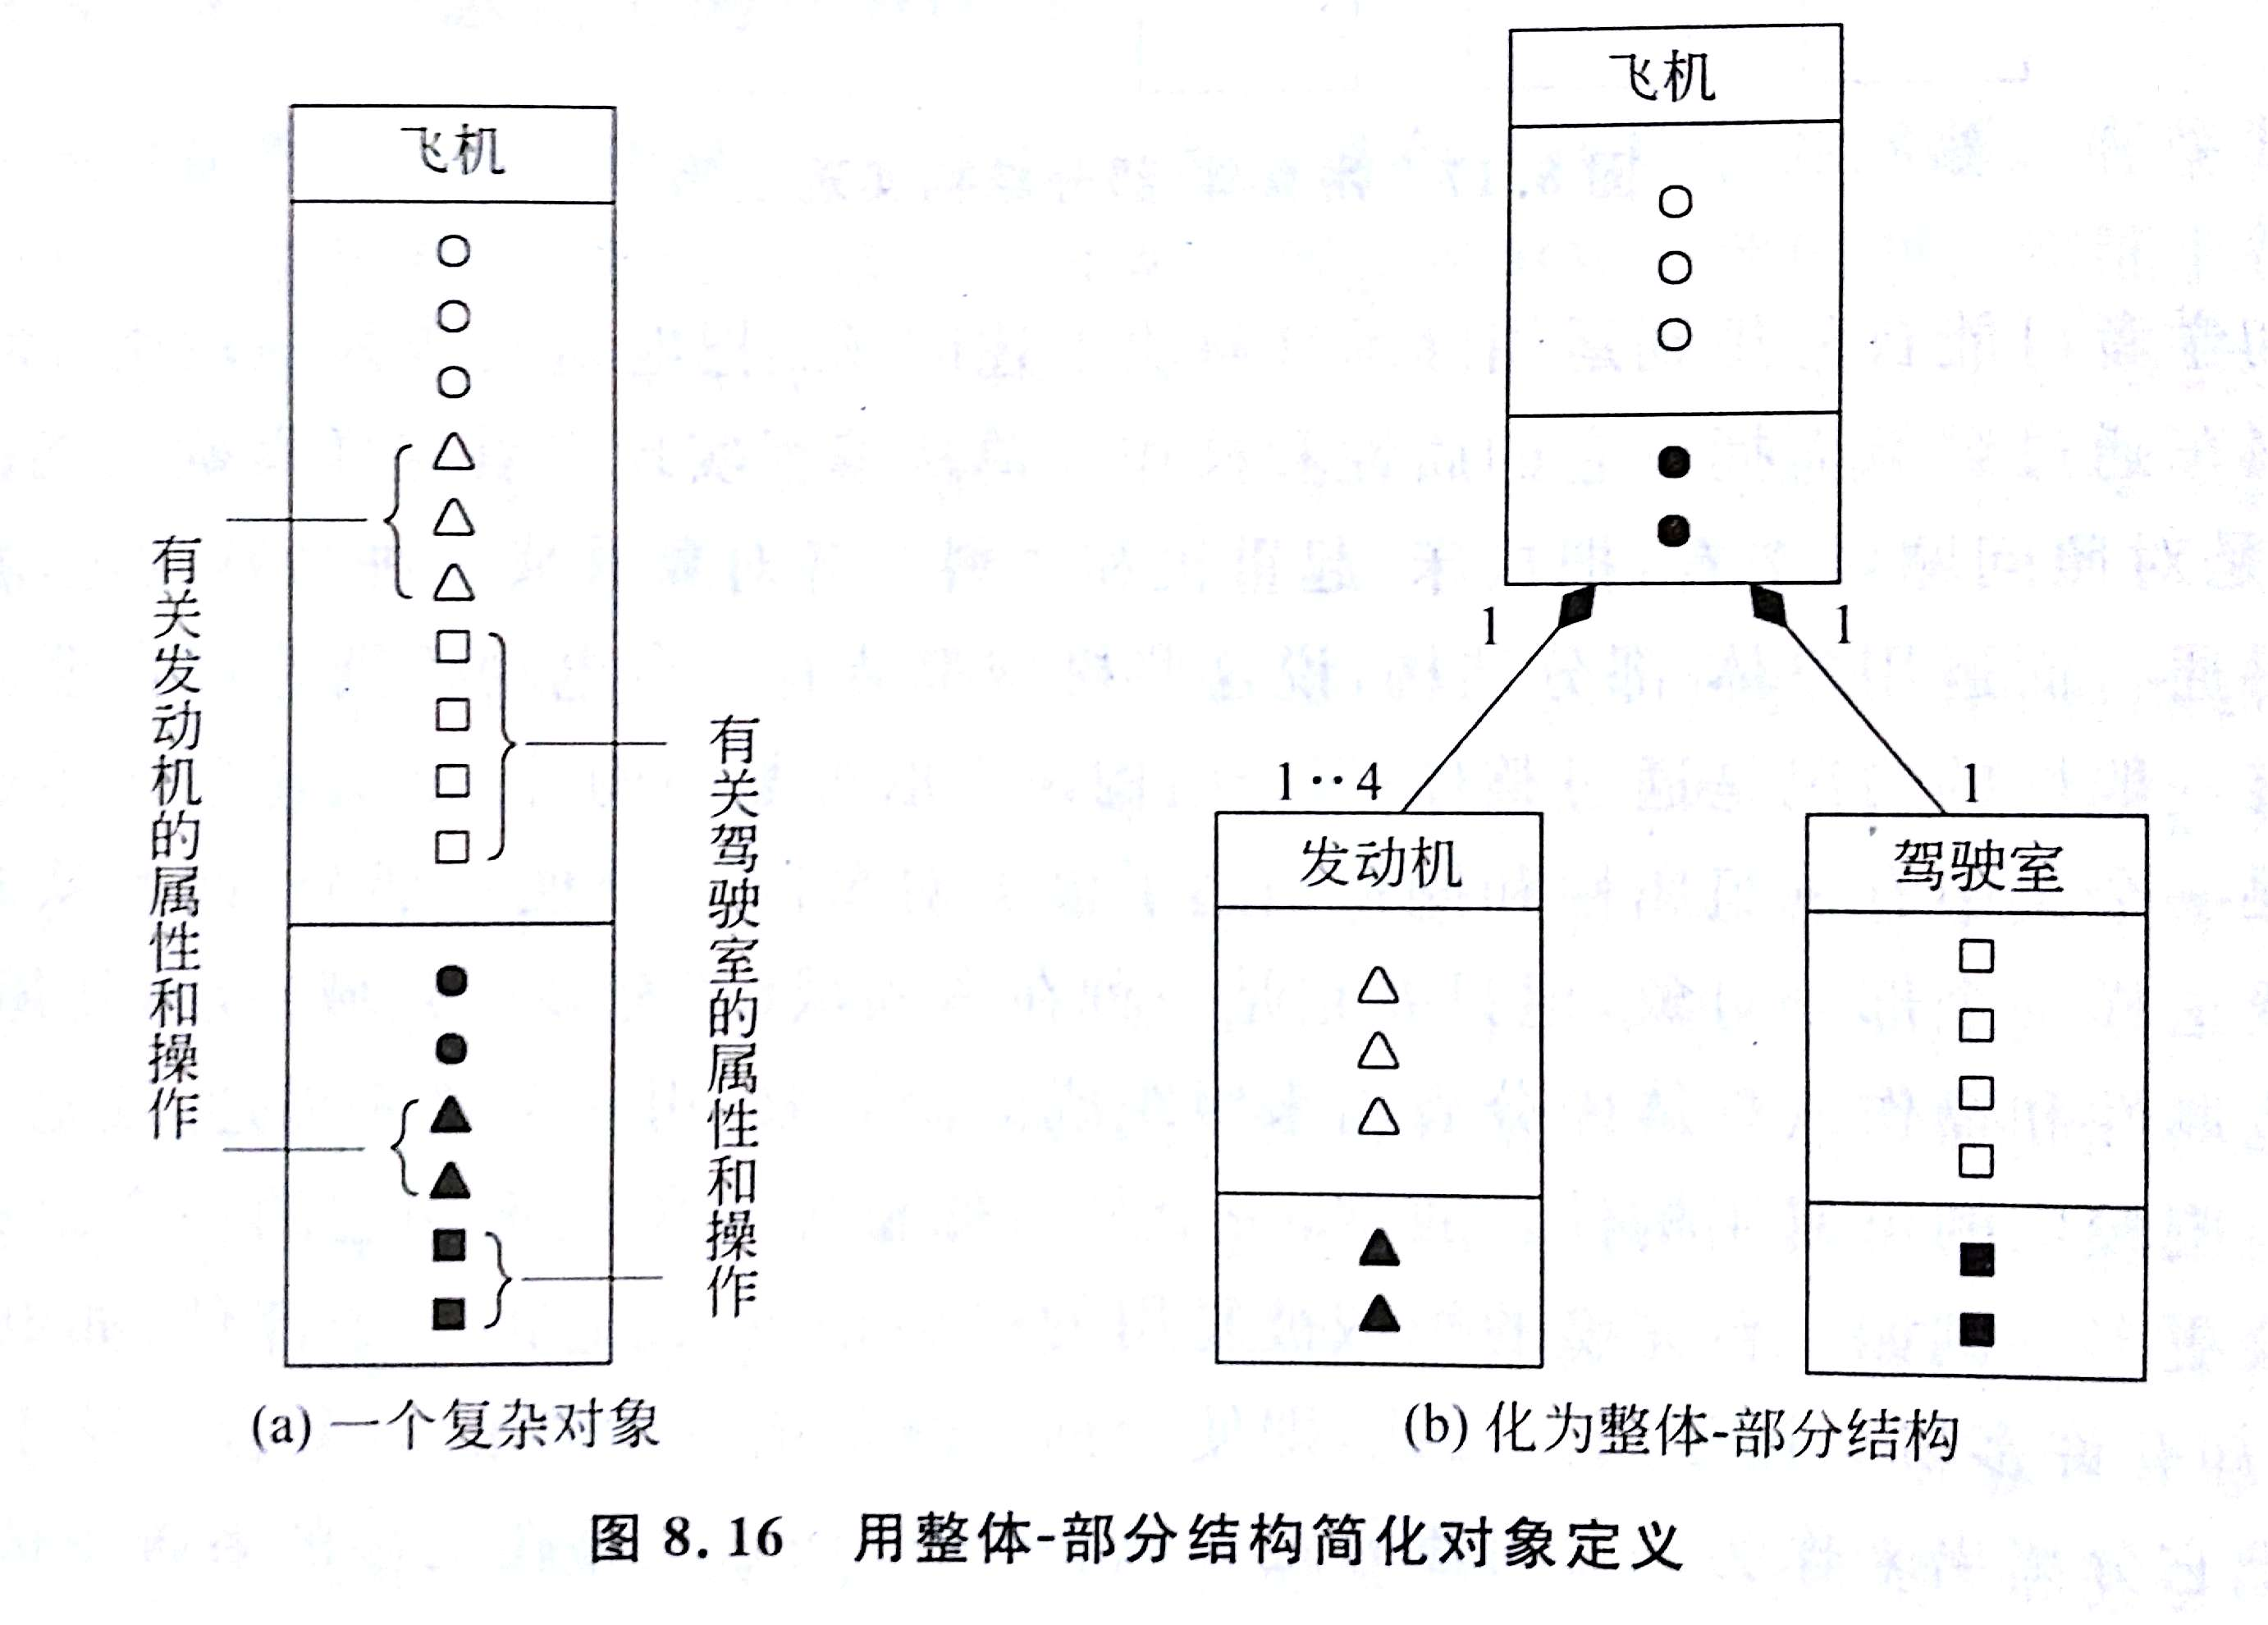 飞机
有关发动机的属性和操作
有关驾驶室的属性和操作
(a) 一个复杂对象
飞机
1
1
1··4
1
发动机
驾驶室
(b) 化为整体-部分结构
图 8.16 用整体-部分结构简化对象定义